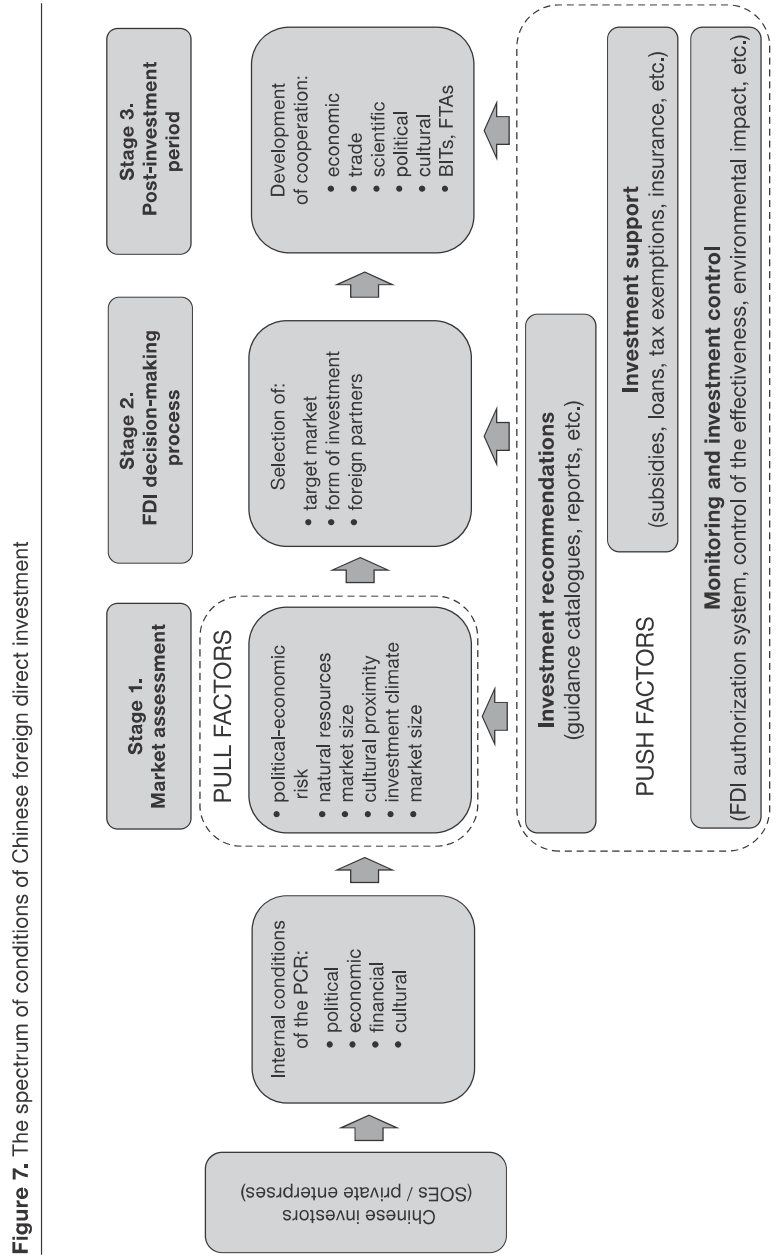 Figure 7. The spectrum of conditions of Chinese foreign direct investment
Stage 1.
Market assessment
Stage 2.
FDI decision-making
process
Stage 3.
Post-investment
period
Chinese investors
(SOEs / private enterprses)
Internal conditions
of the PCR:
• political
• economic
• financial
• cultural
PULL FACTORS
• political-economic
risk
• natural resources
• market size
• cultural proximity
• investment climate
• market size
Selection of:
• target market
• form of investment
• foreign partners
Development
of cooperation:
• economic
• trade
• scientific
• political
• cultural
• BITs, FTAs
Investment recommendations
(guidance catalogues, reports, etc.)
PUSH FACTORS
Investment support
(subsidies, loans, tax exemptions, insurance, etc.)
Monitoring and investment control
(FDI authorization system, control of the effectiveness, environmental impact, etc.)